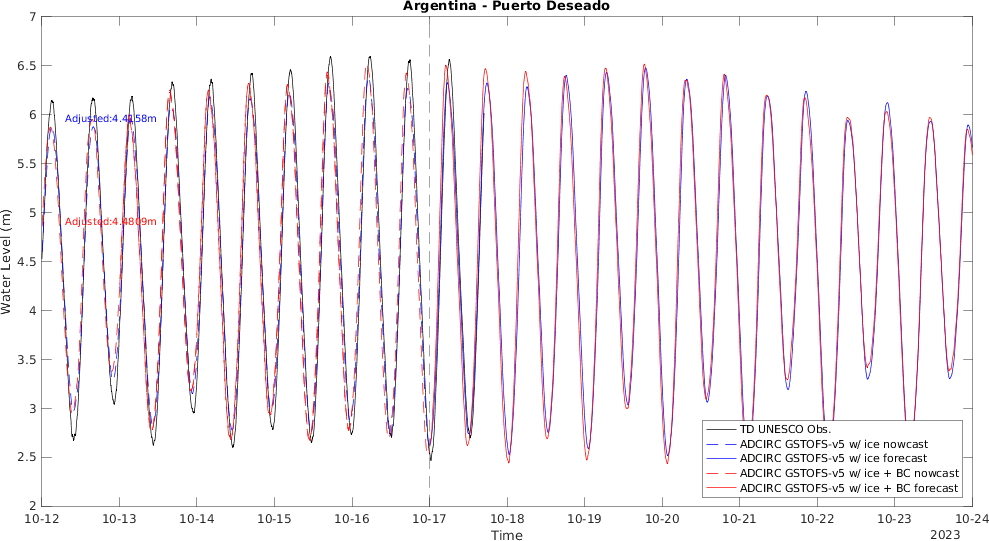 Argentina - Puerto Deseado
Water Level (m)
7
6.5
6
5.5
5
4.5
4
3.5
3
2.5
2
Adjusted:4.4158m
Adjusted:4.4809m
TD UNESCO Obs.
ADCIRC GSTOFS-v5 w/ ice nowcast
ADCIRC GSTOFS-v5 w/ ice forecast
ADCIRC GSTOFS-v5 w/ ice + BC nowcast
ADCIRC GSTOFS-v5 w/ ice + BC forecast
10-12 10-13 10-14 10-15 10-16 10-17 10-18 10-19 10-20 10-21 10-22 10-23 10-24
Time
2023